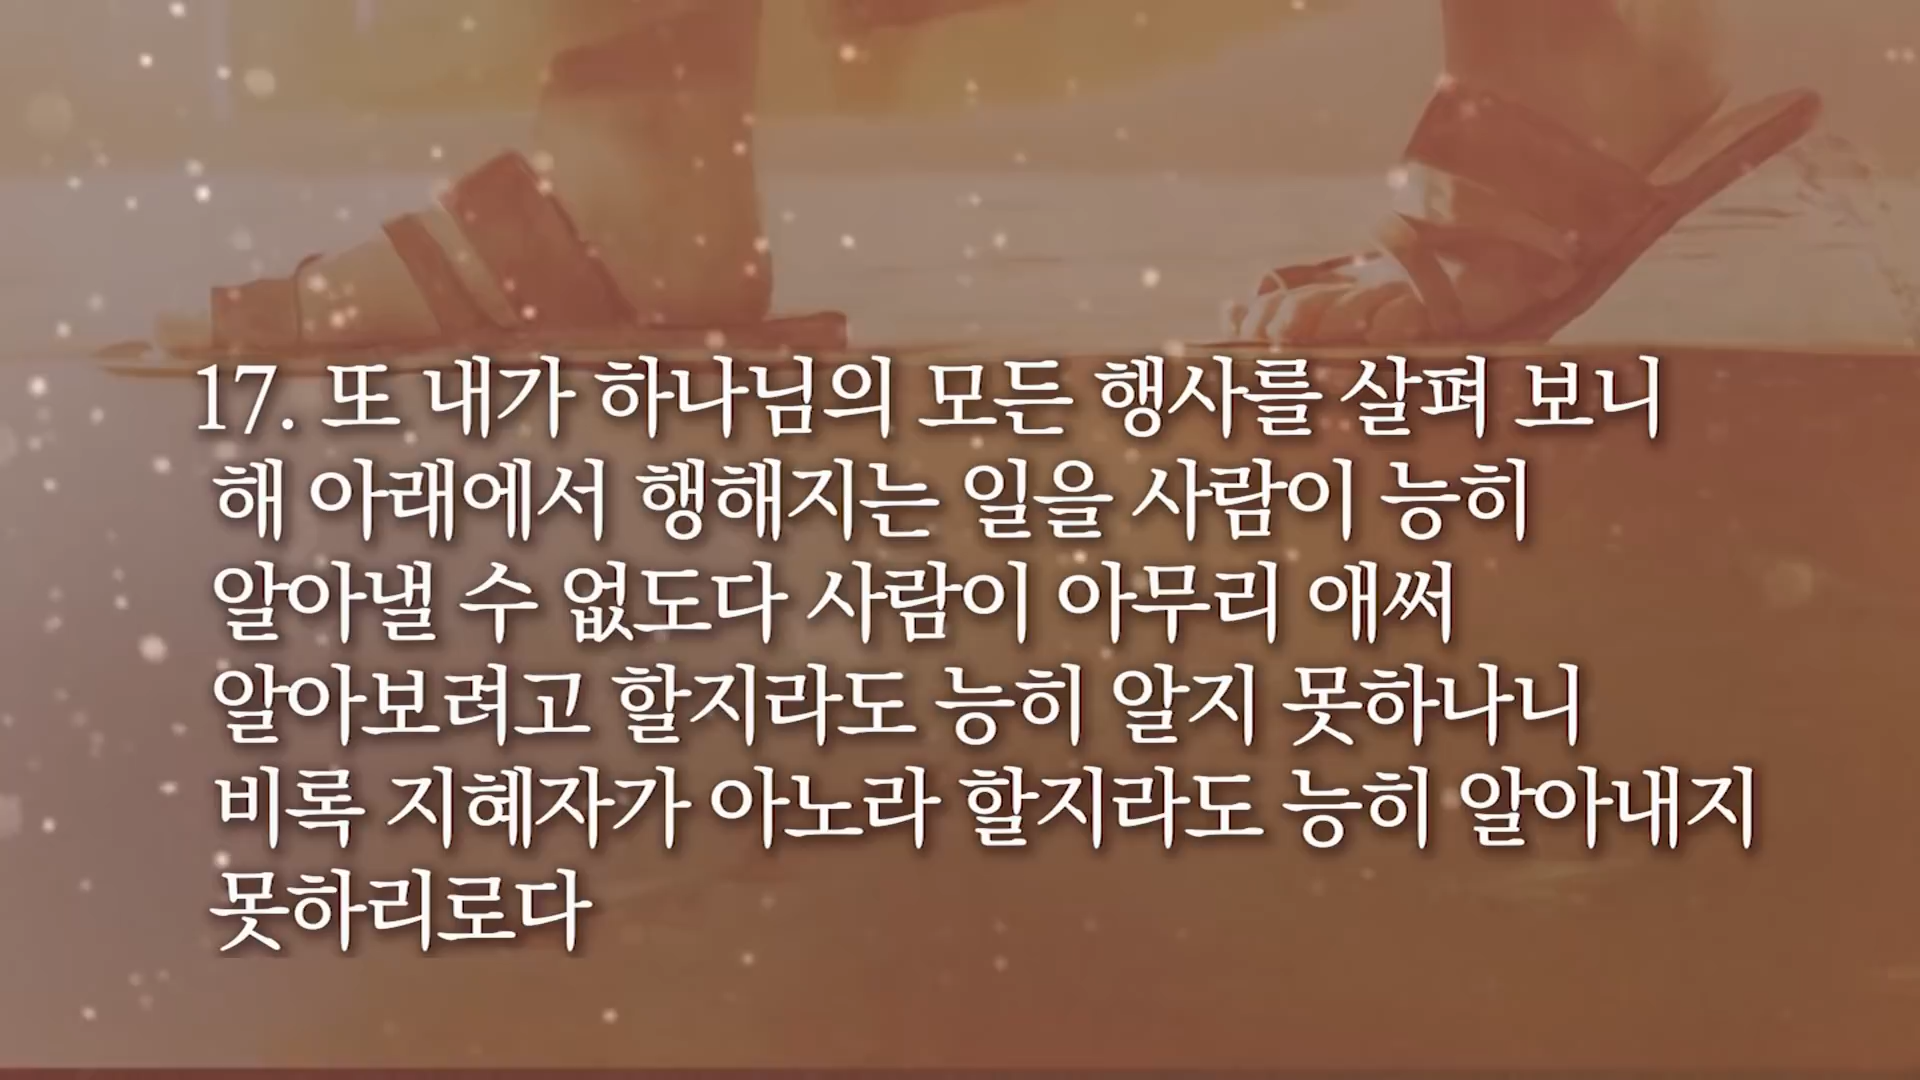 17. 또 내가 하나님의 모든 행사를 살펴 보니
해 아래에서 행해지는 일을 사람이 능히
알아낼 수 없도다 사람이 아무리 애써
알아보려고 할지라도 능히 알지 못하나니
비록 지혜자가 아노라 할지라도 능히 알아내지
못하리로다